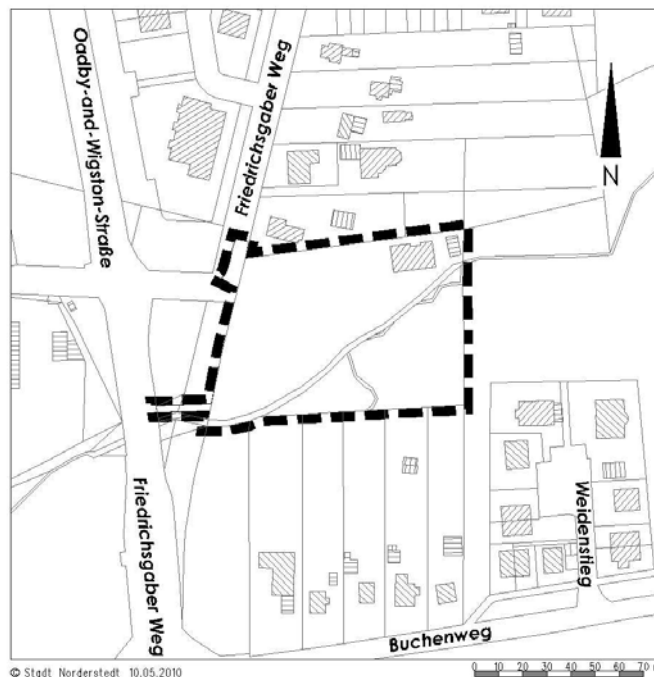 Oadby-and-Wigston-Straße
Friedrichsgaber Weg
N
Friedrichsgaber Weg
Weidenstieg
Buchenweg
© Stadt Norderstedt 10.05.2010
0 10 20 30 40 50 60 70